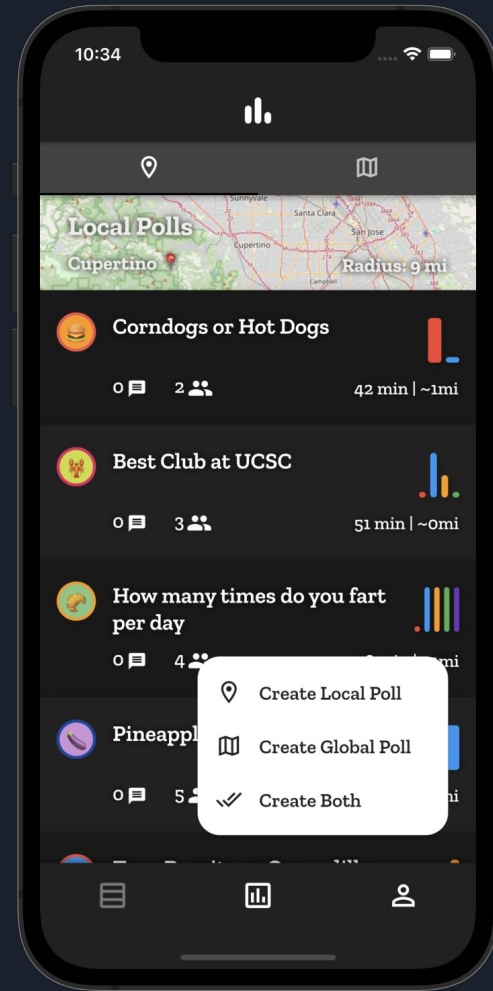 10:34
Sunnyvale
Santa Clara
Local Polls
San Jose
Cupertino
Cupertino
Radius: 9 mi
Campbell
Corndogs or Hot Dogs
0 2 42 min | ~1mi
Best Club at UCSC
0 3 51 min | ~0mi
How many times do you fart
per day
0 4 mi
Create Local Poll
Pineappl
Create Global Poll
0 5
Create Both